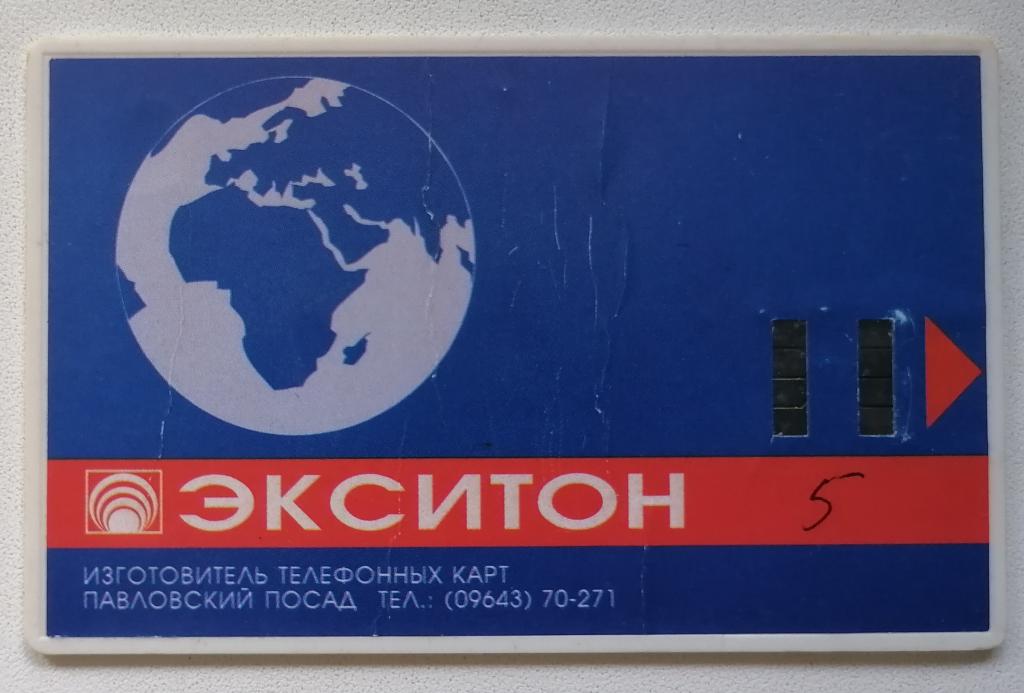 ЭКСИТОН 5
ИЗГОТОВИТЕЛЬ ТЕЛЕФОННЫХ КАРТ
ПАВЛОВСКИЙ ПОСАД ТЕЛ.: (09643) 70-271